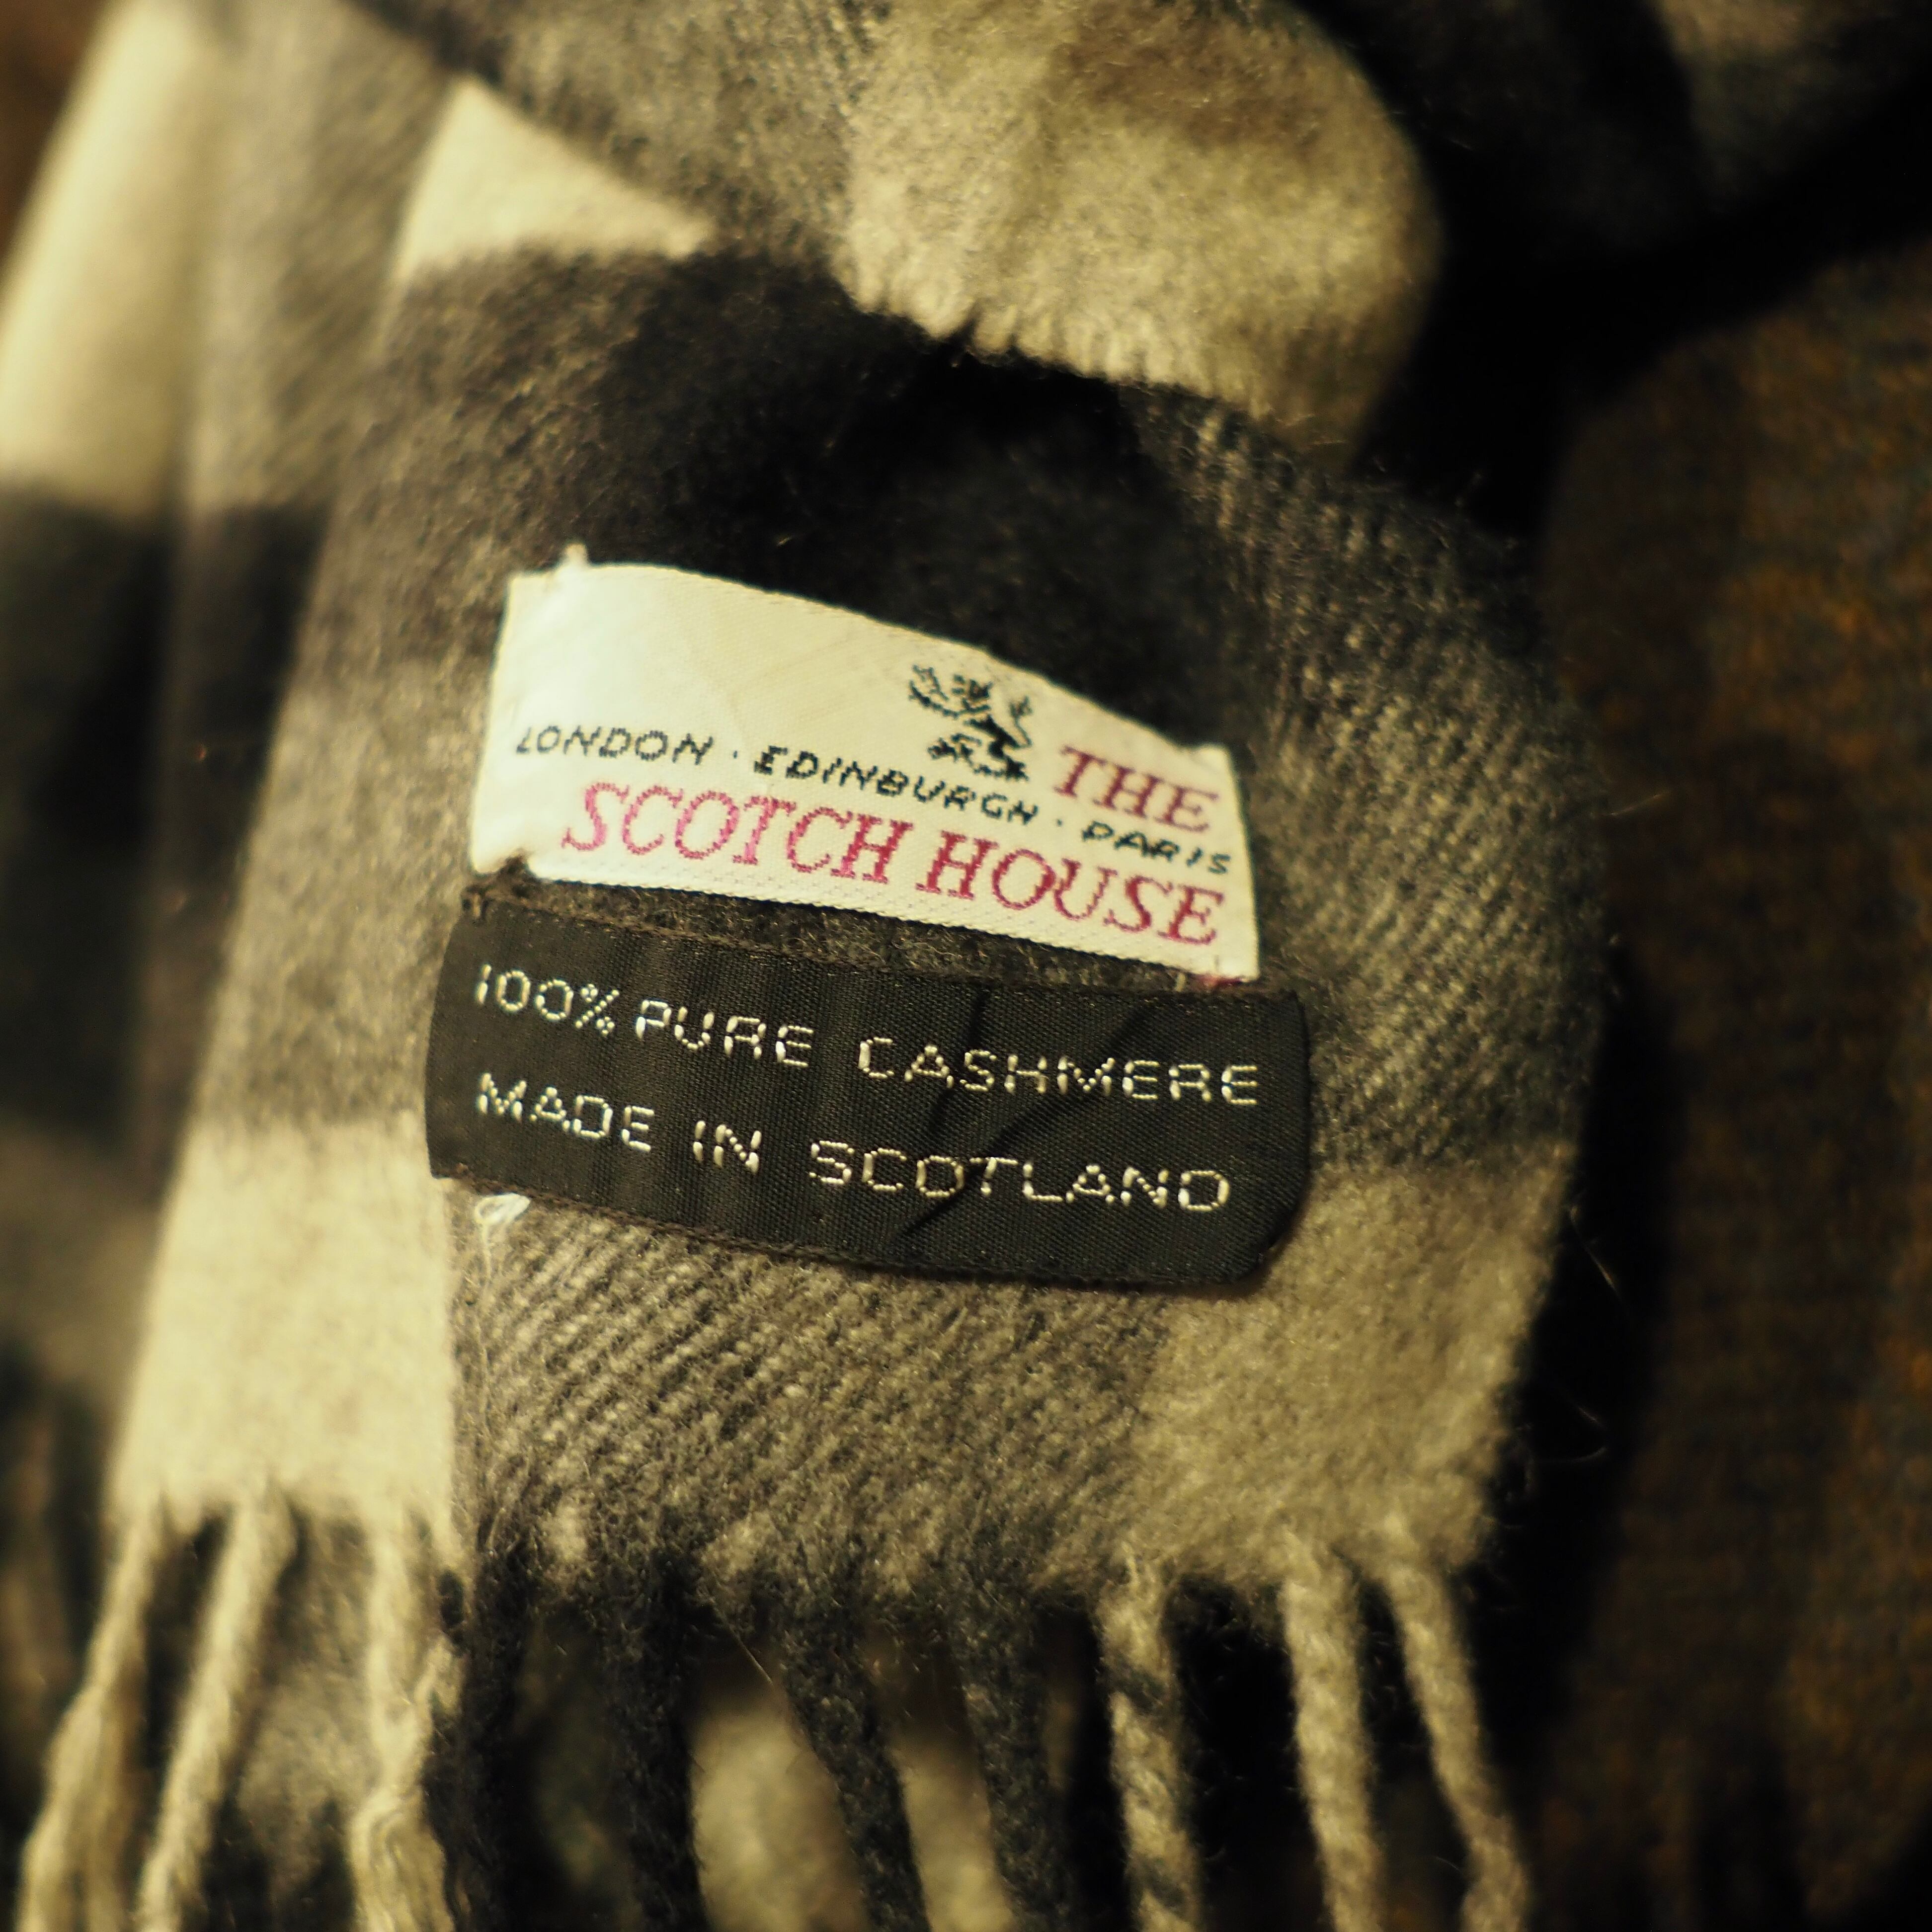 THE
LONDON · EDINBURGH · PARIS
SCOTCH HOUSE
100% PURE CASHMERE
MADE IN SCOTLAND